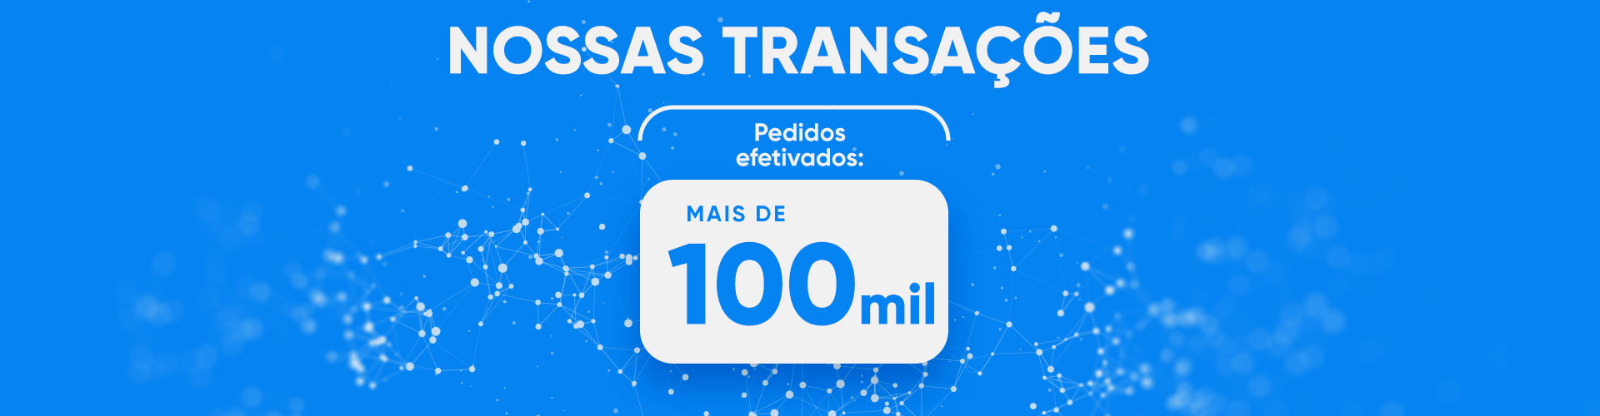 NOSSAS TRANSAÇÕES
Pedidos
efetivados:
MAIS DE
100mil